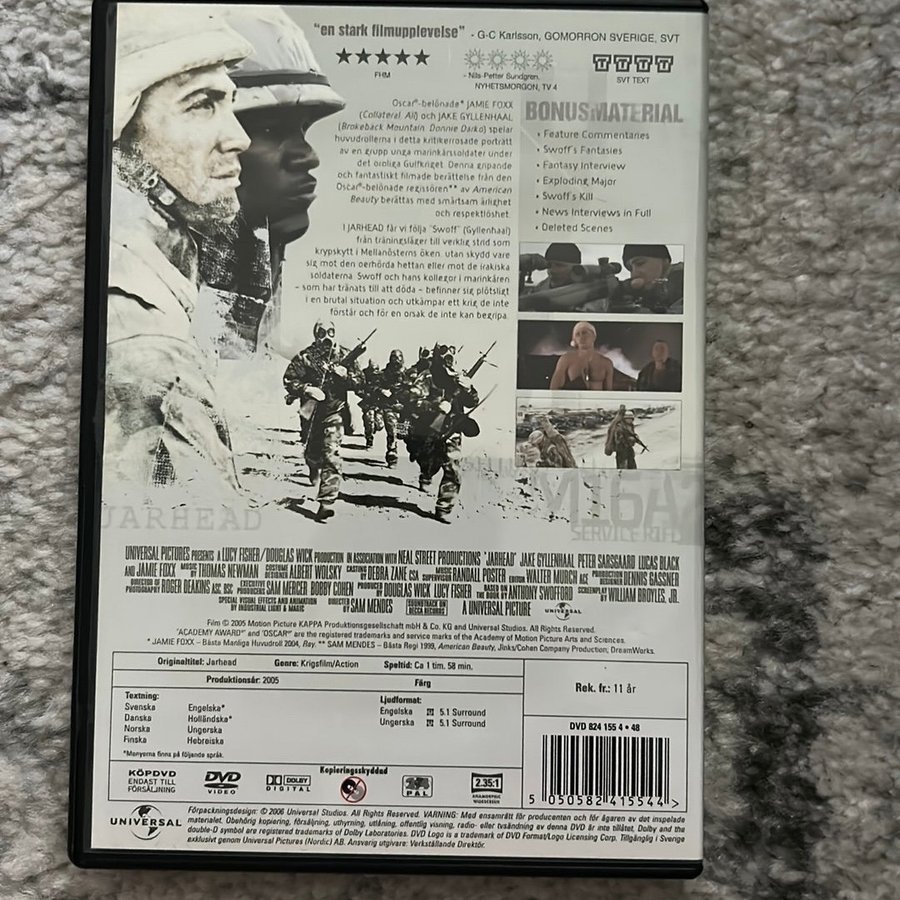 "en stark filmupplevelse" - G-C Karlsson, GOMORRON SVERIGE, SVT
FHM
- Nils-Petter Sundgren,
NYHETSMORGON, TV 4
SVT TEXT
Oscar®-belönade* JAMIE FOXX
(Collateral, Ali) och JAKE GYLLENHAAL
(Brokeback Mountain, Donnie Darko) spelar
huvudrollerna i detta kritikerrosade porträtt
av en grupp unga marinkårssoldater under
det oroliga Gulfkriget. Denna gripande
och fantastiskt filmade berättelse från den
Oscar®-belönade regissören** av American
Beauty berättas med smärtsam ärlighet
och respektlöshet.
I JARHEAD får vi följa "Swoff" (Gyllenhaal)
från träningsläger till verklig strid som
krypskytt i Mellanösterns öken, utan skydd vare
sig mot den oerhörda hettan eller mot de irakiska
soldaterna. Swoff och hans kollegor i marinkåren
– som har tränats till att döda – befinner sig plötsligt
i en brutal situation och utkämpar ett krig de inte
förstår och för en orsak de inte kan begripa.
BONUSMATERIAL
• Feature Commentaries
• Swoff's Fantasies
• Fantasy Interview
• Exploding Major
• Swoff's Kill
• News Interviews in Full
• Deleted Scenes
JARHEAD
M16A2
SERVICE RIFLE
UNIVERSAL PICTURES PRESENTS A LUCY FISHER/DOUGLAS WICK PRODUCTION IN ASSOCIATION WITH NEAL STREET PRODUCTIONS "JARHEAD" JAKE GYLLENHAAL PETER SARSGAARD LUCAS BLACK
AND JAMIE FOXX MUSIC BY THOMAS NEWMAN COSTUME DESIGNER ALBERT WOLSKY CASTING BY DEBRA ZANE CSA MUSIC SUPERVISOR RANDALL POSTER EDITOR WALTER MURCH ACE PRODUCTION DESIGNER DENNIS GASSNER
DIRECTOR OF PHOTOGRAPHY ROGER DEAKINS ASC, BSC EXECUTIVE PRODUCERS SAM MERCER BOBBY COHEN PRODUCED BY DOUGLAS WICK LUCY FISHER BASED ON THE BOOK BY ANTHONY SWOFFORD SCREENPLAY BY WILLIAM BROYLES, JR.
SPECIAL VISUAL EFFECTS AND ANIMATION BY INDUSTRIAL LIGHT & MAGIC DIRECTED BY SAM MENDES SOUNDTRACK ON DECCA RECORDS A UNIVERSAL PICTURE UNIVERSAL
Film © 2005 Motion Picture KAPPA Produktionsgesellschaft mbH & Co. KG and Universal Studios. All Rights Reserved.
"ACADEMY AWARD®" and "OSCAR®" are the registered trademarks and service marks of the Academy of Motion Picture Arts and Sciences.
* JAMIE FOXX – Bästa Manliga Huvudroll 2004, Ray. ** SAM MENDES – Bästa Regi 1999, American Beauty, Jinks/Cohen Company Production, DreamWorks.
Originaltitel: Jarhead Genre: Krigsfilm/Action Speltid: Ca 1 tim. 58 min.
Produktionsår: 2005 Färg
Rek. fr.: 11 år
Textning:
Svenska Engelska*
Danska Holländska*
Norska Ungerska
Finska Hebreiska
*Menyerna finns på följande språk.
Ljudformat:
Engelska 5.1 Surround
Ungerska 5.1 Surround
DVD 824 155 4 • 48
5 050582 415544 >
KÖPDVD
ENDAST TILL
FÖRSÄLJNING
DVD
VIDEO
DOLBY
DIGITAL
Kopieringsskyddad
2
PAL
2.35:1
ANAMORPHIC
WIDESCREEN
UNIVERSAL
Förpackningsdesign: © 2006 Universal Studios. All Rights Reserved. VARNING: Med ensamrätt för producenten och för ägaren av det inspelade
materialet. Obehörig kopiering, försäljning, uthyrning, utlåning, offentlig visning, radio- eller tvsändning av denna DVD är inte tillåtet. Dolby and the
double-D symbol are registered trademarks of Dolby Laboratories. DVD Logo is a trademark of DVD Format/Logo Licensing Corp. Tillgänglig i Sverige
exklusivt genom Universal Pictures (Nordic) AB. Ansvarig utgivare: Verkställande Direktör.